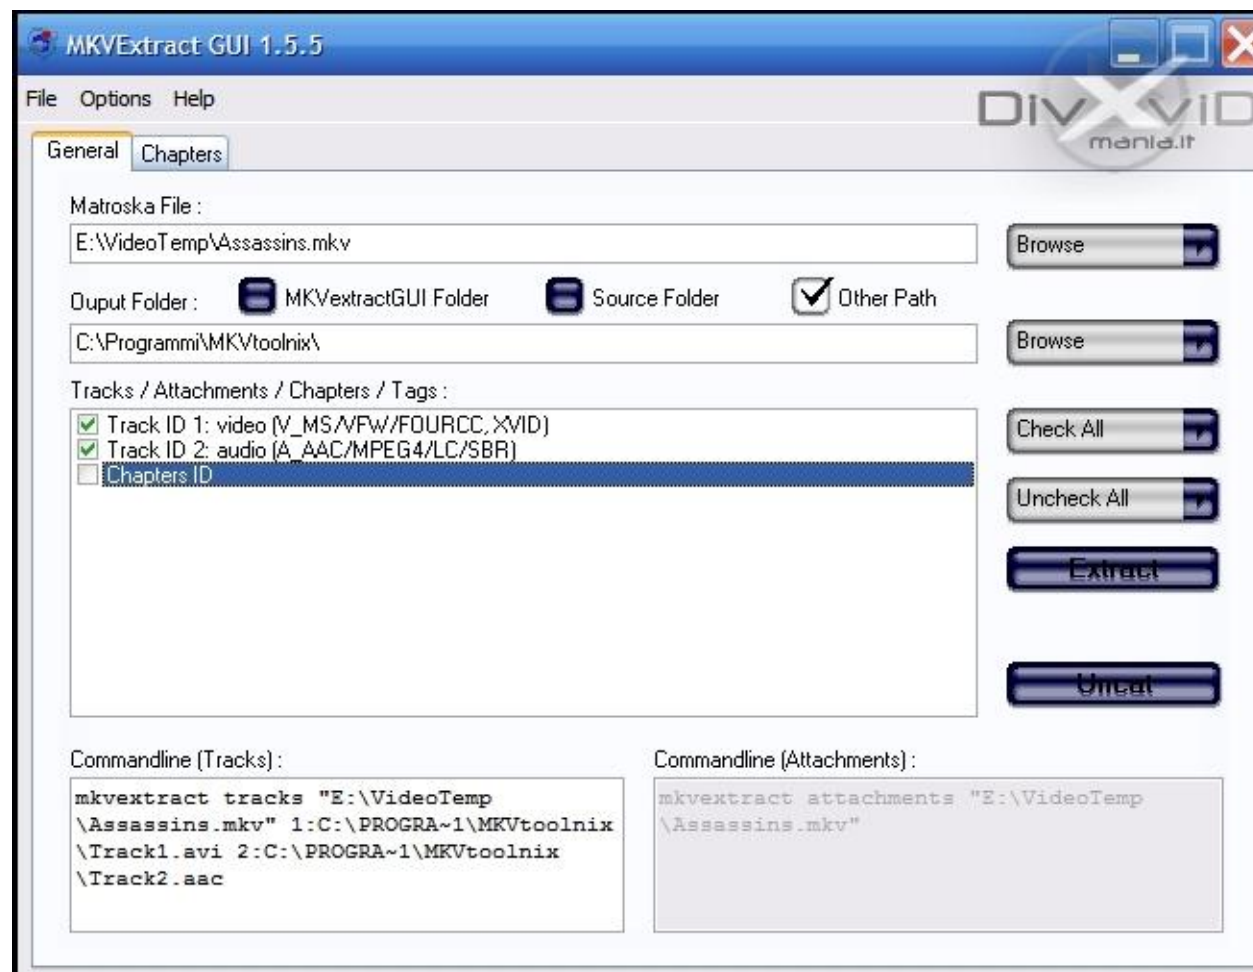 MKVExtract GUI 1.5.5
File Options Help
DivXviD
mania.it
General Chapters
Matroska File :
E:\VideoTemp\Assassins.mkv
Browse
Ouput Folder : MKVextractGUI Folder Source Folder Other Path
C:\Programmi\MKVtoolnix\
Browse
Tracks / Attachments / Chapters / Tags :
Track ID 1: video (V_MS/VFW/FOURCC, XVID)
Track ID 2: audio (A_AAC/MPEG4/LC/SBR)
Chapters ID
Check All
Uncheck All
Extract
Uncat
Commandline (Tracks) :
mkvextract tracks "E:\VideoTemp
\Assassins.mkv" 1:C:\PROGRA~1\MKVtoolnix
\Track1.avi 2:C:\PROGRA~1\MKVtoolnix
\Track2.aac
Commandline (Attachments) :
mkvextract attachments "E:\VideoTemp
\Assassins.mkv"